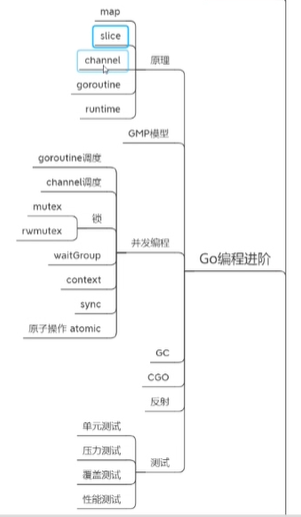 map
slice
channel
goroutine
runtime
原理
GMP模型
goroutine调度
channel调度
mutex
rwmutex
锁
waitGroup
context
sync
原子操作 atomic
并发编程
Go编程进阶
GC
CGO
反射
单元测试
压力测试
覆盖测试
性能测试
测试